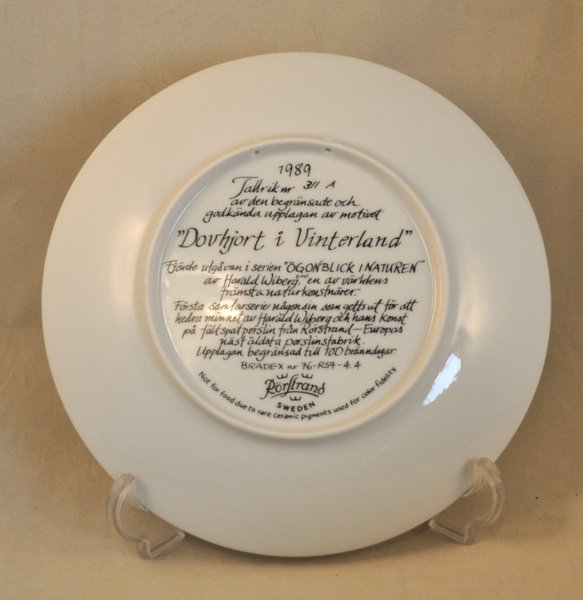 1989
Tallrik nr 311 A
av den begränsade och
godkända upplagan av motivet
"Dovhjort i Vinterland"
Fjärde utgåvan i serien "ÖGONBLICK I NATUREN"
av Harald Wiberg, en av världens
främsta naturkonstnärer.
Första samlarserie någonsin som getts ut för att
hedra minnet av Harald Wiberg och hans konst
på fältspatporslin från Rörstrand–Europas
näst äldsta porslinsfabrik.
Upplagan begränsad till 100 bränndagar.
BRADEX nr 76-R54-4.4
Rörstrand
SWEDEN
Not for food due to rare ceramic pigments used for color fidelity.